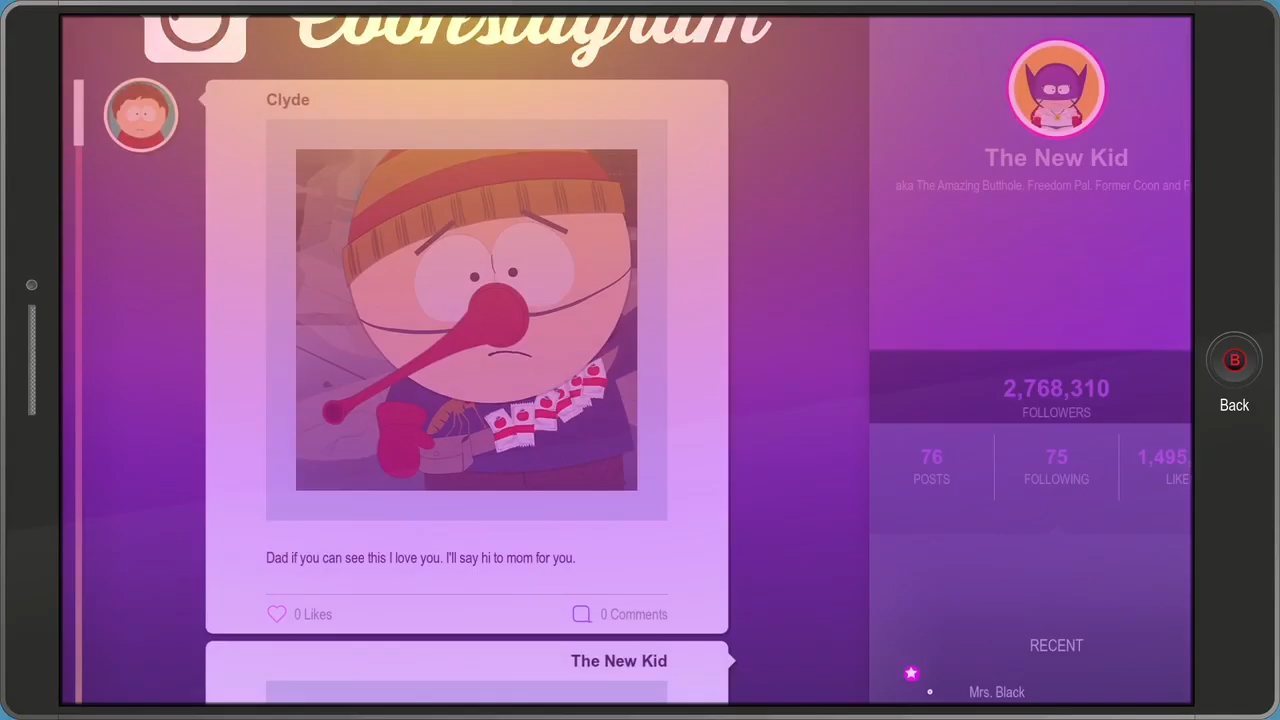 Coonstagram
Clyde
Dad if you can see this I love you. I'll say hi to mom for you.
0 Likes
0 Comments
The New Kid
The New Kid
aka The Amazing Butthole, Freedom Pal, Former Coon and F
2,768,310
FOLLOWERS
76
POSTS
75
FOLLOWING
1,495,
LIKE
RECENT
Mrs. Black
B
Back